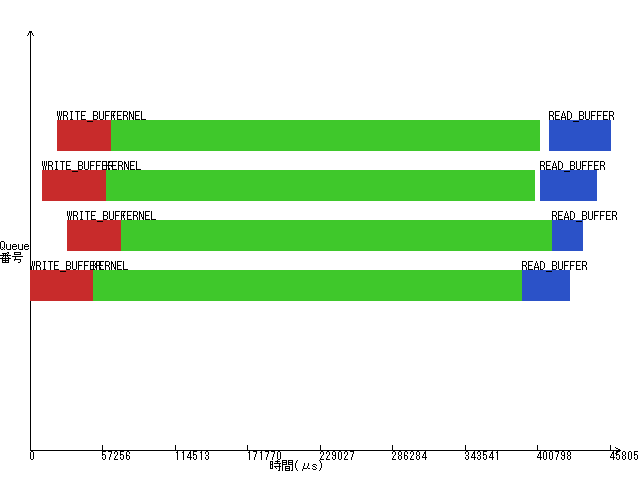 WRITE_BUFF KERNEL READ_BUFFER
WRITE_BUFFER KERNEL READ_BUFFER
WRITE_BUFF KERNEL READ_BUFFER
Queue
番号
WRITE_BUFFER KERNEL READ_BUFFER
0 57256 114513 171770 229027 286284 343541 400798 45805
時間(μs)